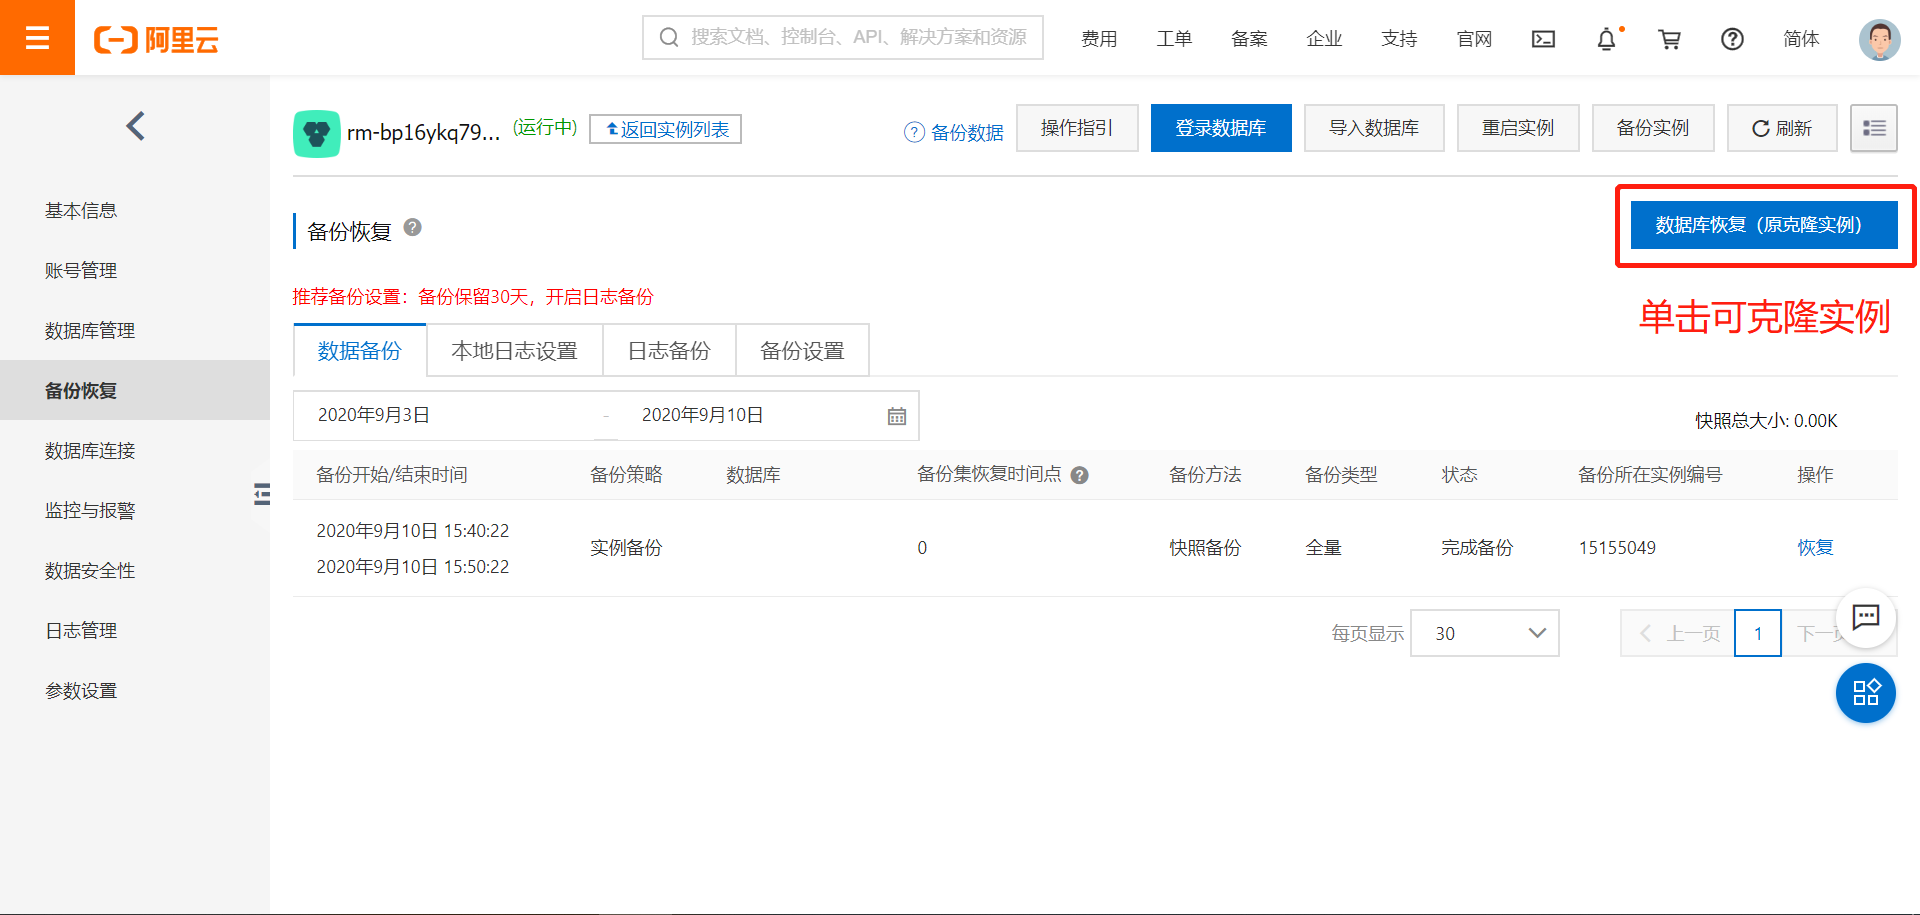 阿里云
搜索文档、控制台、API、解决方案和资源
费用
工单
备案
企业
支持
官网
简体
rm-bp16ykq79...
(运行中)
返回实例列表
备份数据
操作指引
登录数据库
导入数据库
重启实例
备份实例
刷新
基本信息
账号管理
数据库管理
备份恢复
数据库连接
监控与报警
数据安全性
日志管理
参数设置
备份恢复
数据库恢复（原克隆实例）
单击可克隆实例
推荐备份设置：备份保留30天，开启日志备份
数据备份
本地日志设置
日志备份
备份设置
2020年9月3日 - 2020年9月10日
快照总大小: 0.00K
备份开始/结束时间 备份策略 数据库 备份集恢复时间点 备份方法 备份类型 状态 备份所在实例编号 操作
2020年9月10日 15:40:22
2020年9月10日 15:50:22
实例备份 0 快照备份 全量 完成备份 15155049 恢复
每页显示 30 上一页 1 下一